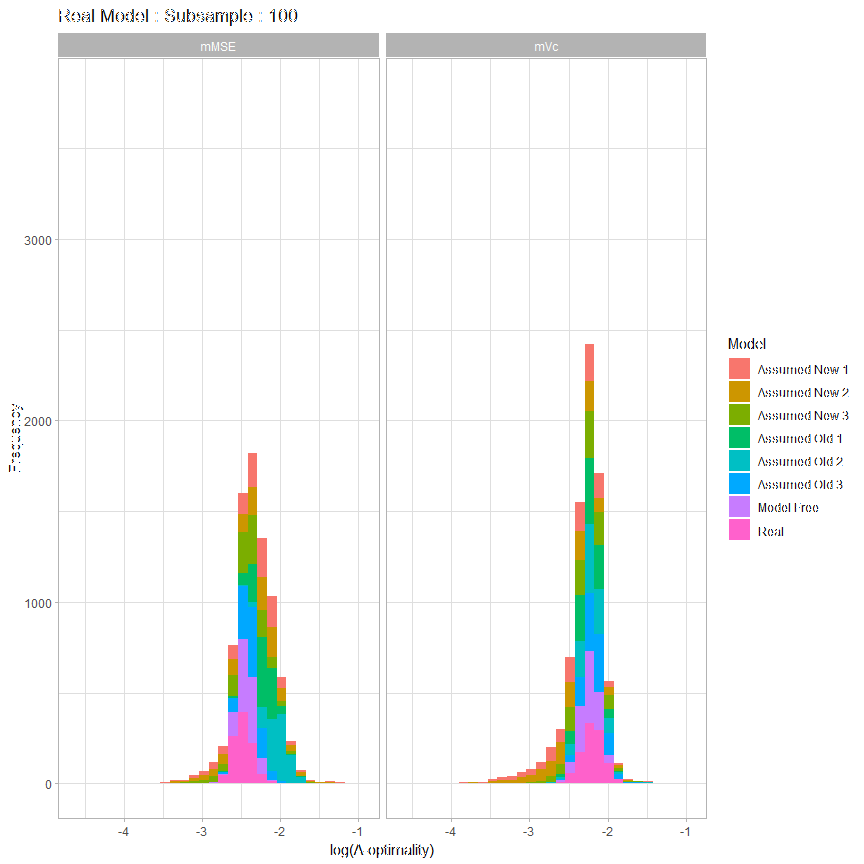 Real Model :: Subsample : 100
mMSE
mVc
3000
2000
1000
0
Frequency
-4
-3
-2
-1
-4
-3
-2
-1
log(A-optimality)
Model
Assumed New 1
Assumed New 2
Assumed New 3
Assumed Old 1
Assumed Old 2
Assumed Old 3
Model Free
Real